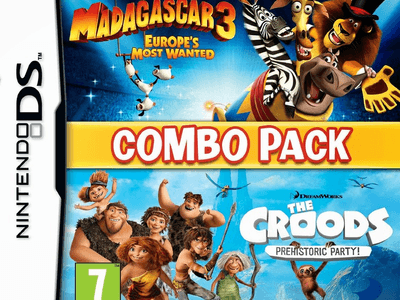 NINTENDO DS
MADAGASCAR 3
EUROPE'S
MOST WANTED
COMBO PACK
DREAMWORKS
THE
CROODS
PREHISTORIC PARTY!
7